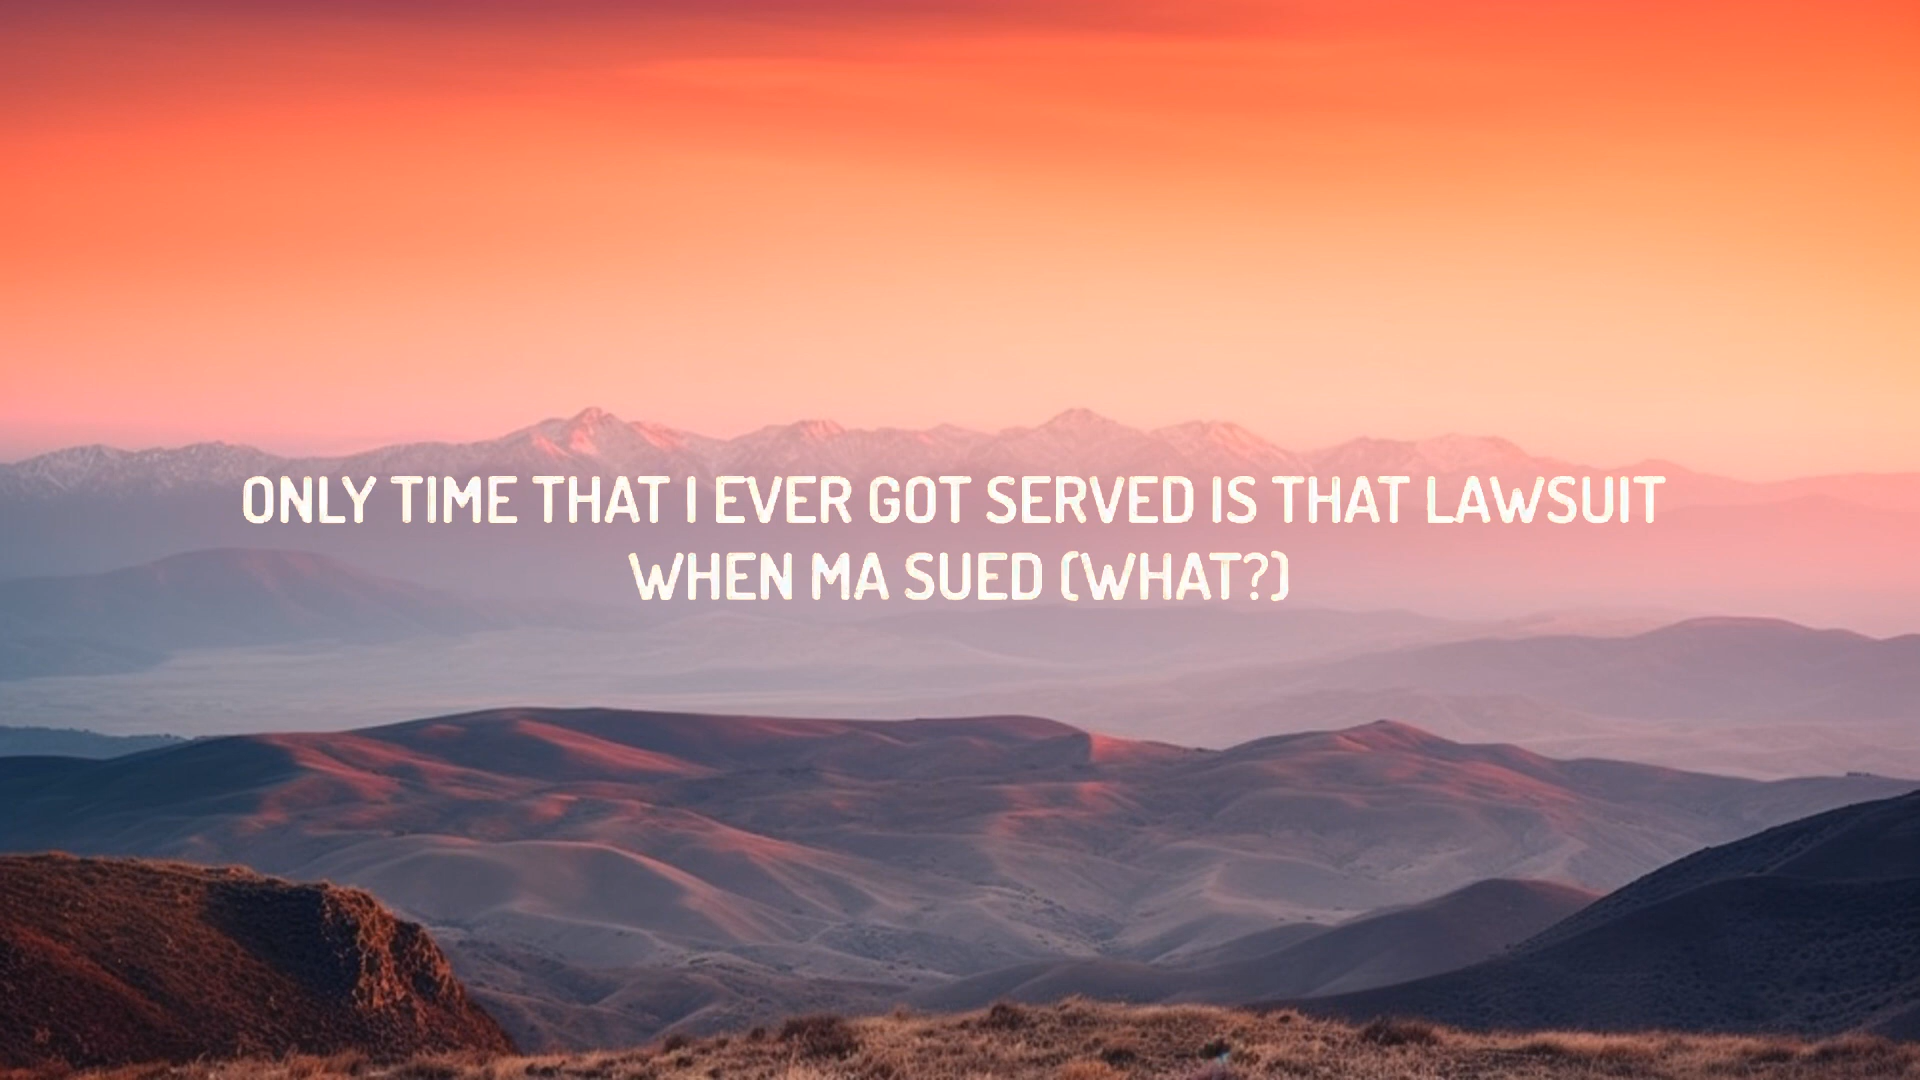 ONLY TIME THAT I EVER GOT SERVED IS THAT LAWSUIT
WHEN MA SUED (WHAT?)